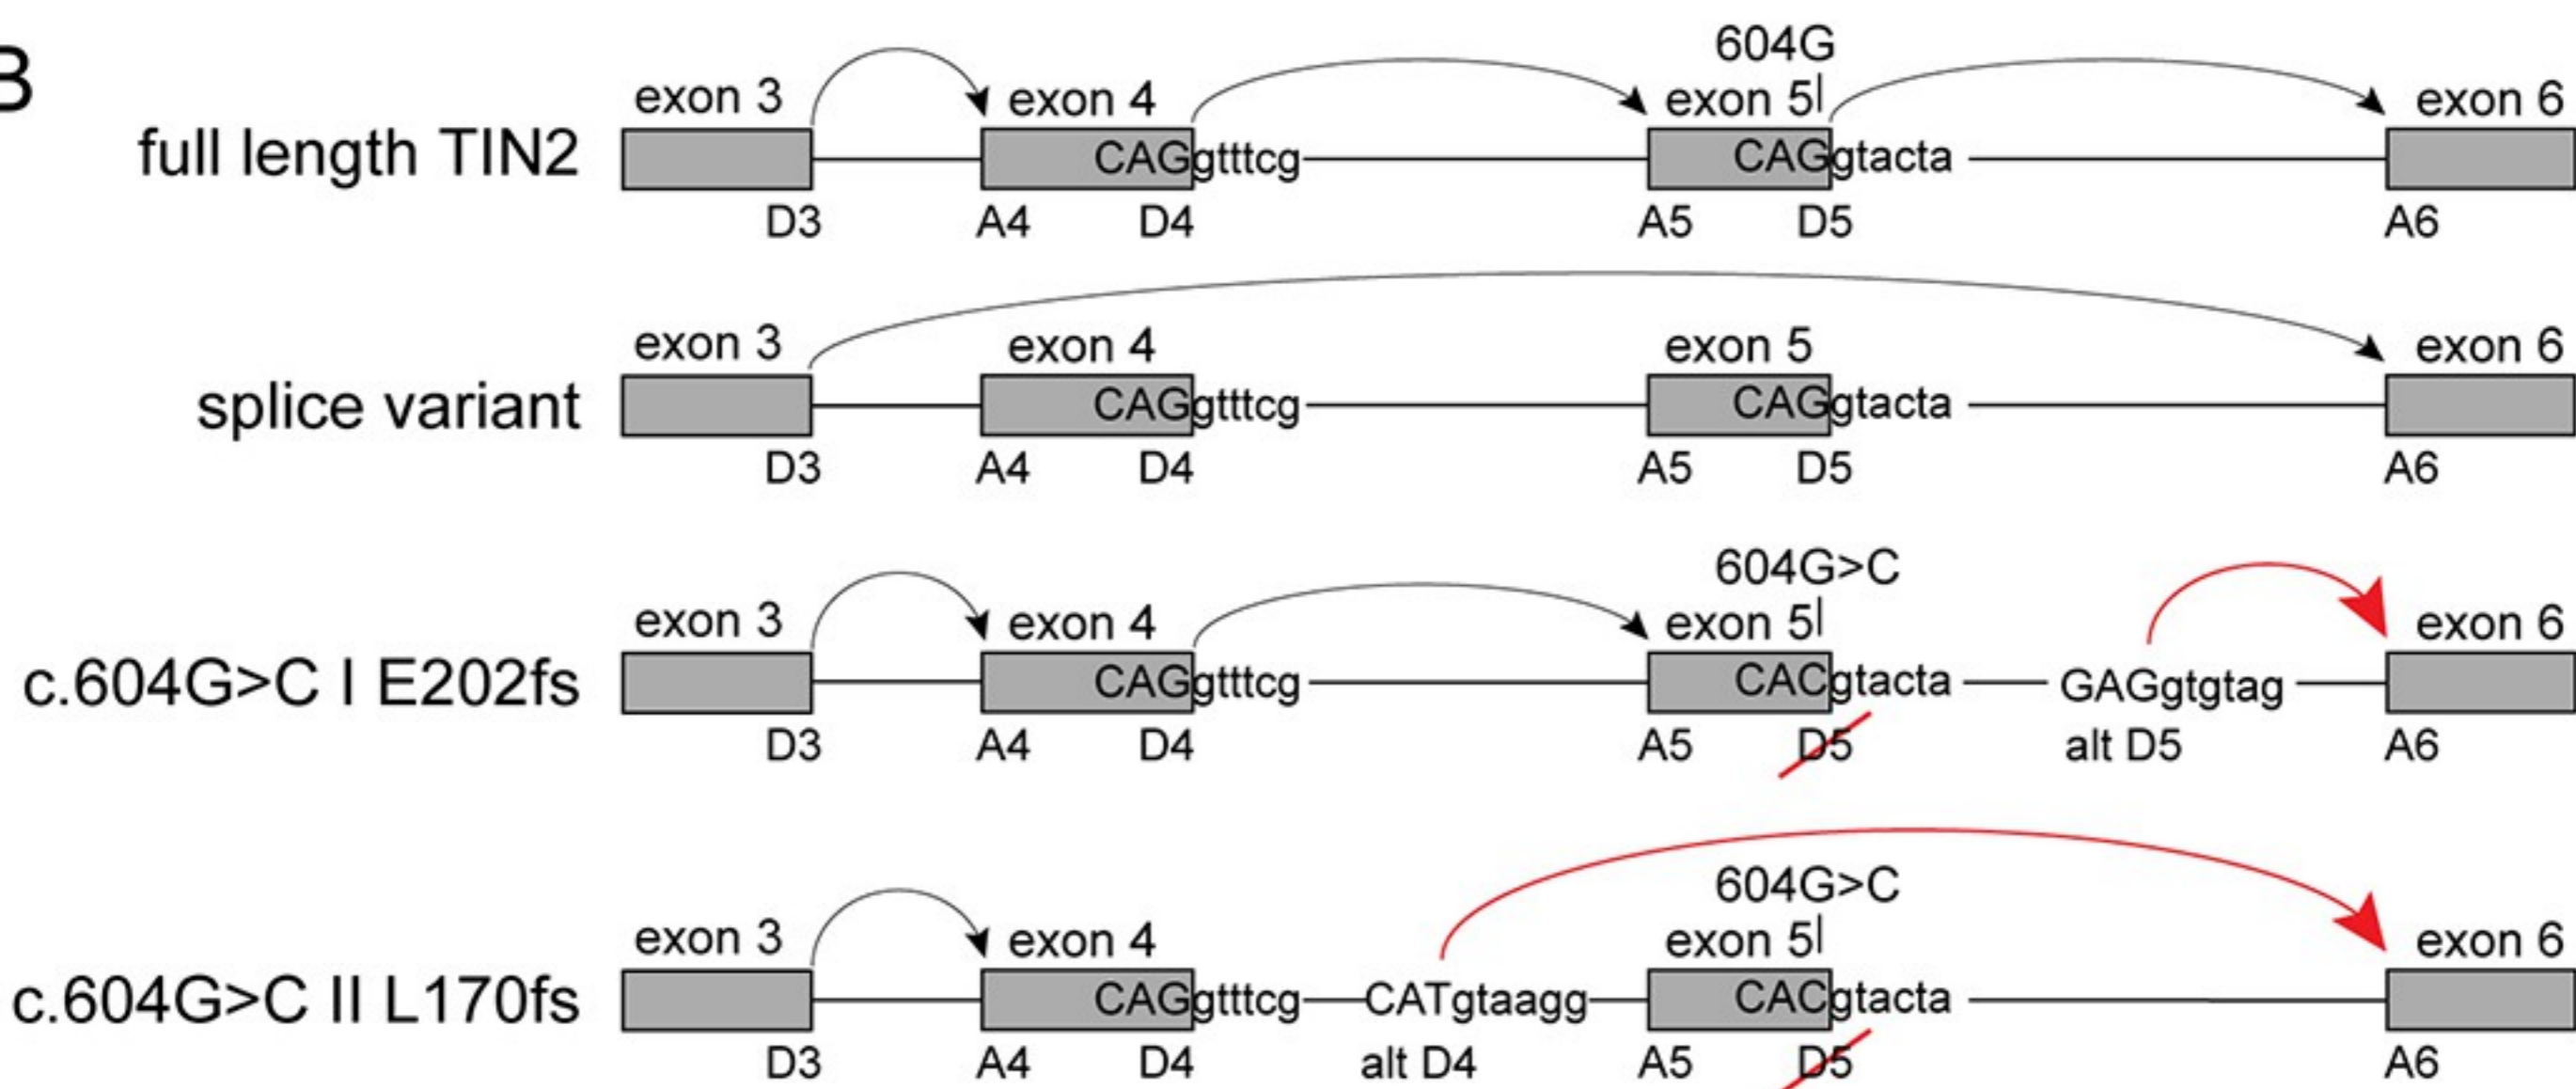 B
604G
exon 3 exon 4 exon 5 exon 6
full length TIN2 CAGgtttcg CAGgtacta
D3 A4 D4 A5 D5 A6
exon 3 exon 4 exon 5 exon 6
splice variant CAGgtttcg CAGgtacta
D3 A4 D4 A5 D5 A6
604G>C
exon 3 exon 4 exon 5 exon 6
c.604G>C I E202fs CAGgtttcg CACgtacta GAGgtgtag
D3 A4 D4 A5 D5 alt D5 A6
604G>C
exon 3 exon 4 exon 5 exon 6
c.604G>C II L170fs CAGgtttcg CATgtaagg CACgtacta
D3 A4 D4 alt D4 A5 D5 A6